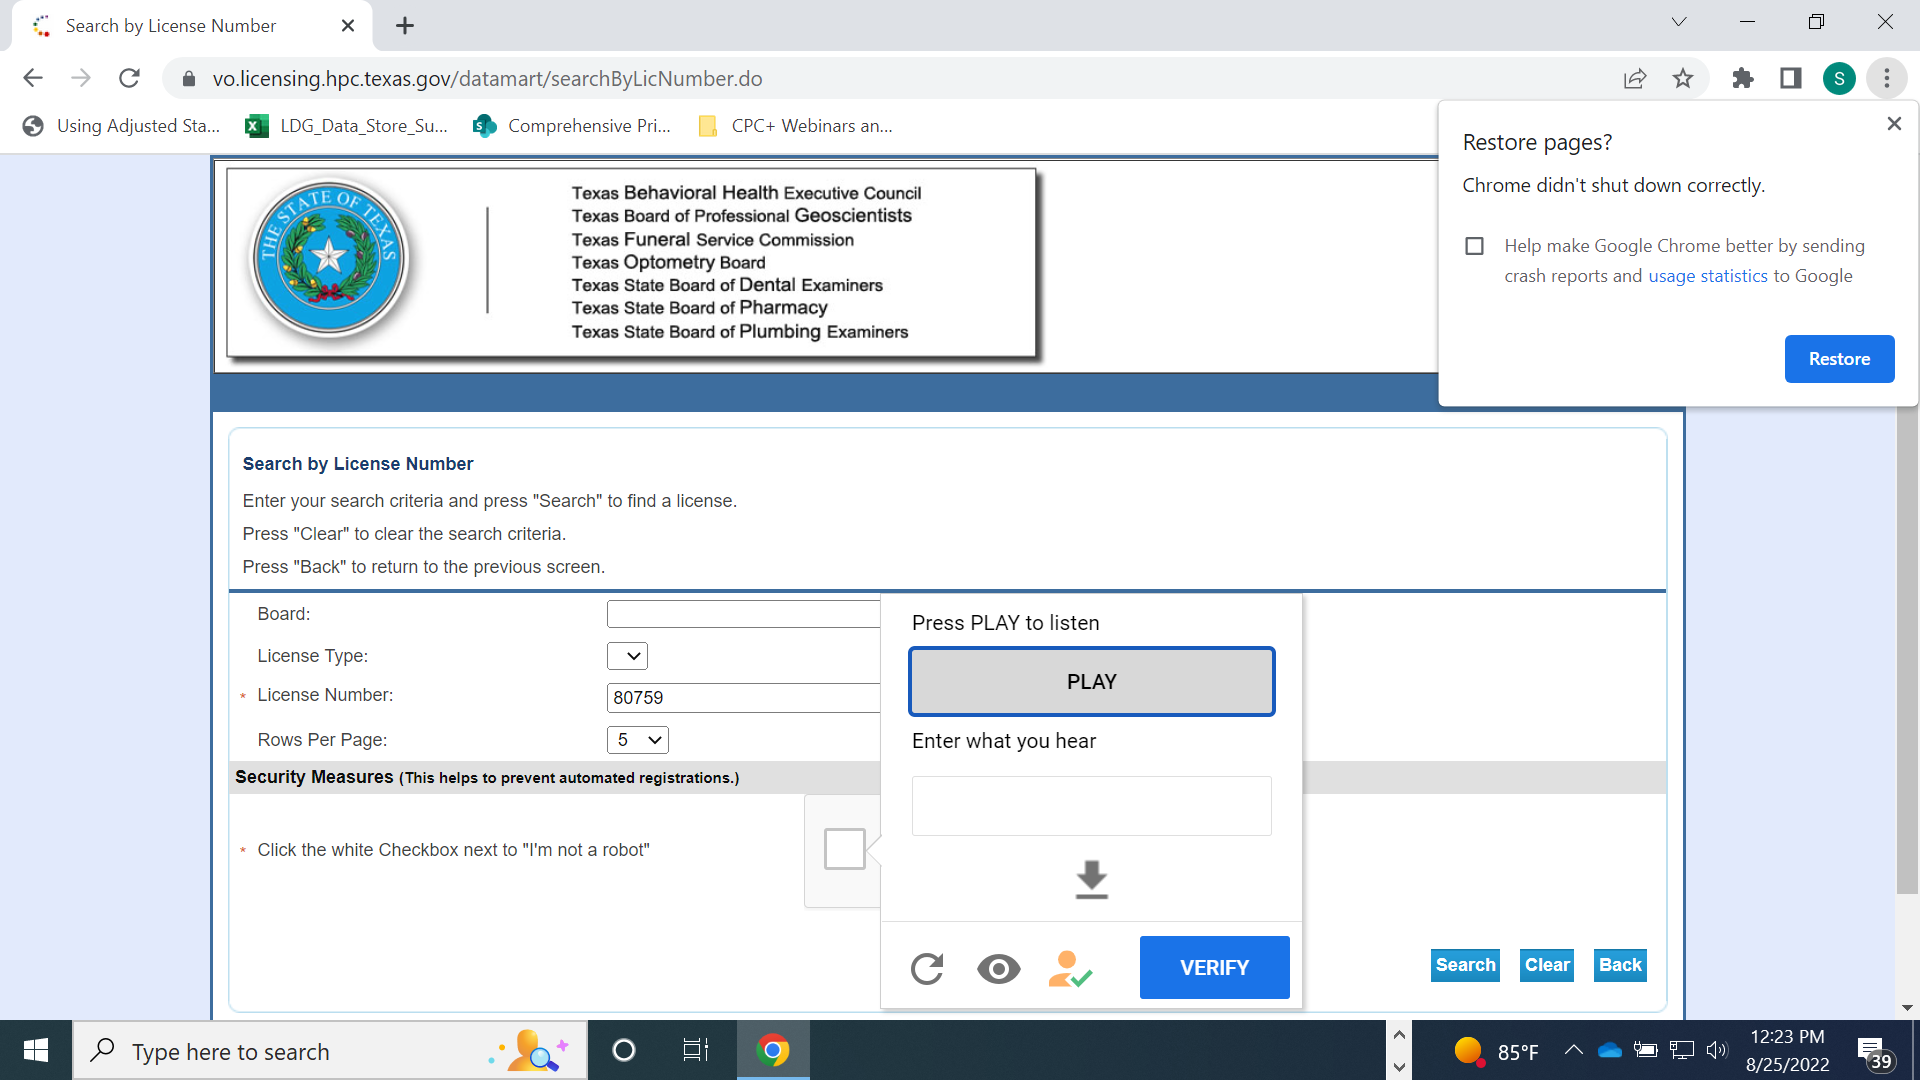 Search by License Number
vo.licensing.hpc.texas.gov/datamart/searchByLicNumber.do
S
Using Adjusted Sta...
LDG_Data_Store_Su...
Comprehensive Pri...
CPC+ Webinars an...
Restore pages?
Chrome didn't shut down correctly.
Help make Google Chrome better by sending
crash reports and usage statistics to Google
Restore
THE STATE OF TEXAS
Texas Behavioral Health Executive Council
Texas Board of Professional Geoscientists
Texas Funeral Service Commission
Texas Optometry Board
Texas State Board of Dental Examiners
Texas State Board of Pharmacy
Texas State Board of Plumbing Examiners
Search by License Number
Enter your search criteria and press "Search" to find a license.
Press "Clear" to clear the search criteria.
Press "Back" to return to the previous screen.
Board:
License Type:
* License Number: 80759
Rows Per Page: 5
Security Measures (This helps to prevent automated registrations.)
* Click the white Checkbox next to "I'm not a robot"
Press PLAY to listen
PLAY
Enter what you hear
VERIFY
Search Clear Back
Type here to search
85°F
12:23 PM
8/25/2022
39